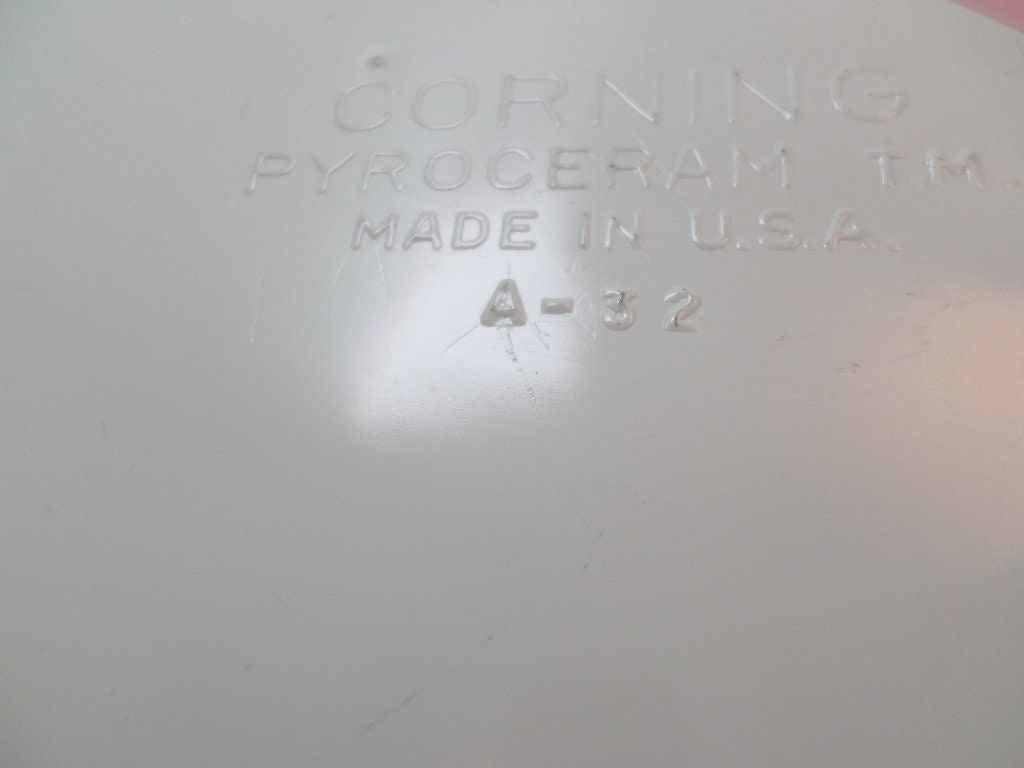 CORNING
PYROCERAM T.M.
MADE IN U.S.A.
A-32